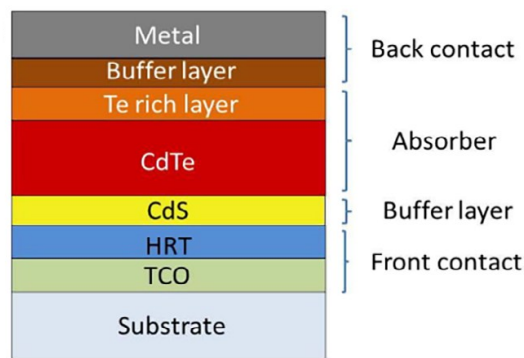 Metal
Buffer layer
Back contact
Te rich layer
CdTe
Absorber
CdS
Buffer layer
HRT
TCO
Front contact
Substrate